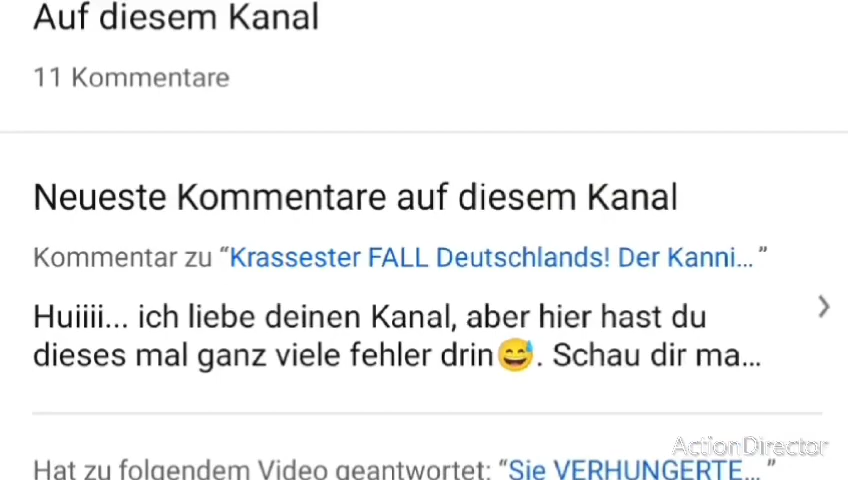 Auf diesem Kanal
11 Kommentare
Neueste Kommentare auf diesem Kanal
Kommentar zu “Krassester FALL Deutschlands! Der Kanni...”
Huiiii... ich liebe deinen Kanal, aber hier hast du
dieses mal ganz viele fehler drin😅. Schau dir ma...
ActionDirector
Hat zu folgendem Video geantwortet: “Sie VERHUNGERTE... ”